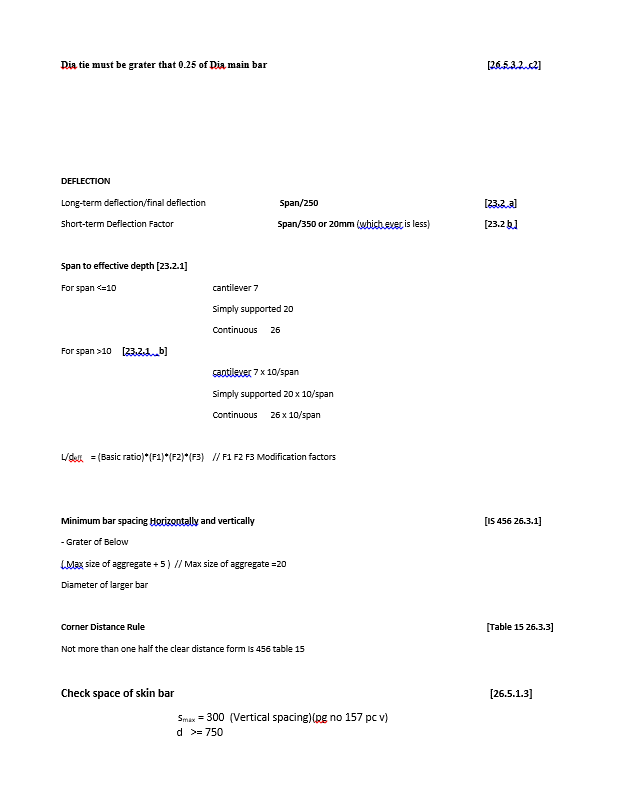 Dia tie must be grater that 0.25 of Dia main bar [26.5.3.2. c2]
DEFLECTION
Long-term deflection/final deflection Span/250 [23.2 a]
Short-term Deflection Factor Span/350 or 20mm (which ever is less) [23.2 b ]
Span to effective depth [23.2.1]
For span <=10 cantilever 7
Simply supported 20
Continuous 26
For span >10 [23.2.1 b]
cantilever 7 x 10/span
Simply supported 20 x 10/span
Continuous 26 x 10/span
L/deff = (Basic ratio)*(F1)*(F2)*(F3) // F1 F2 F3 Modification factors
Minimum bar spacing Horizontally and vertically [IS 456 26.3.1]
- Grater of Below
( Max size of aggregate + 5 ) // Max size of aggregate =20
Diameter of larger bar
Corner Distance Rule [Table 15 26.3.3]
Not more than one half the clear distance form Is 456 table 15
Check space of skin bar [26.5.1.3]
smax = 300 (Vertical spacing)(pg no 157 pc v)
d >= 750